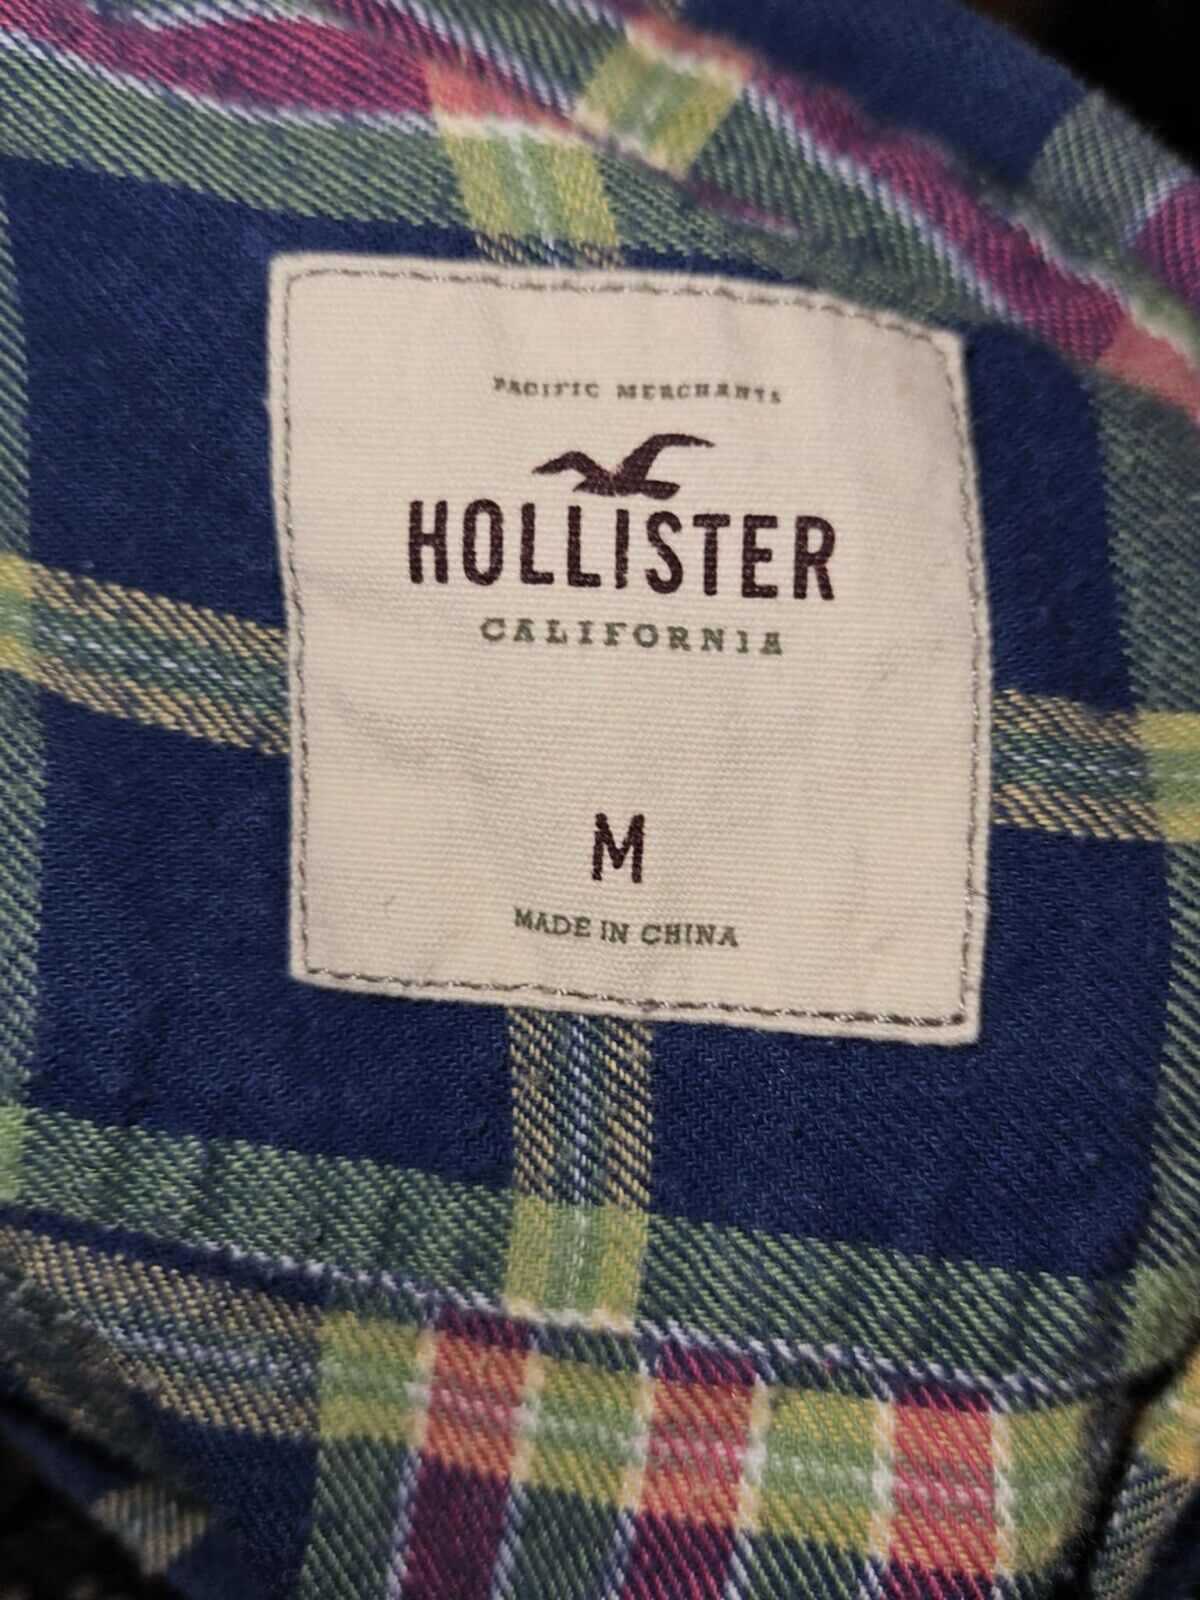 PACIFIC MERCHANTS
HOLLISTER
CALIFORNIA
M
MADE IN CHINA